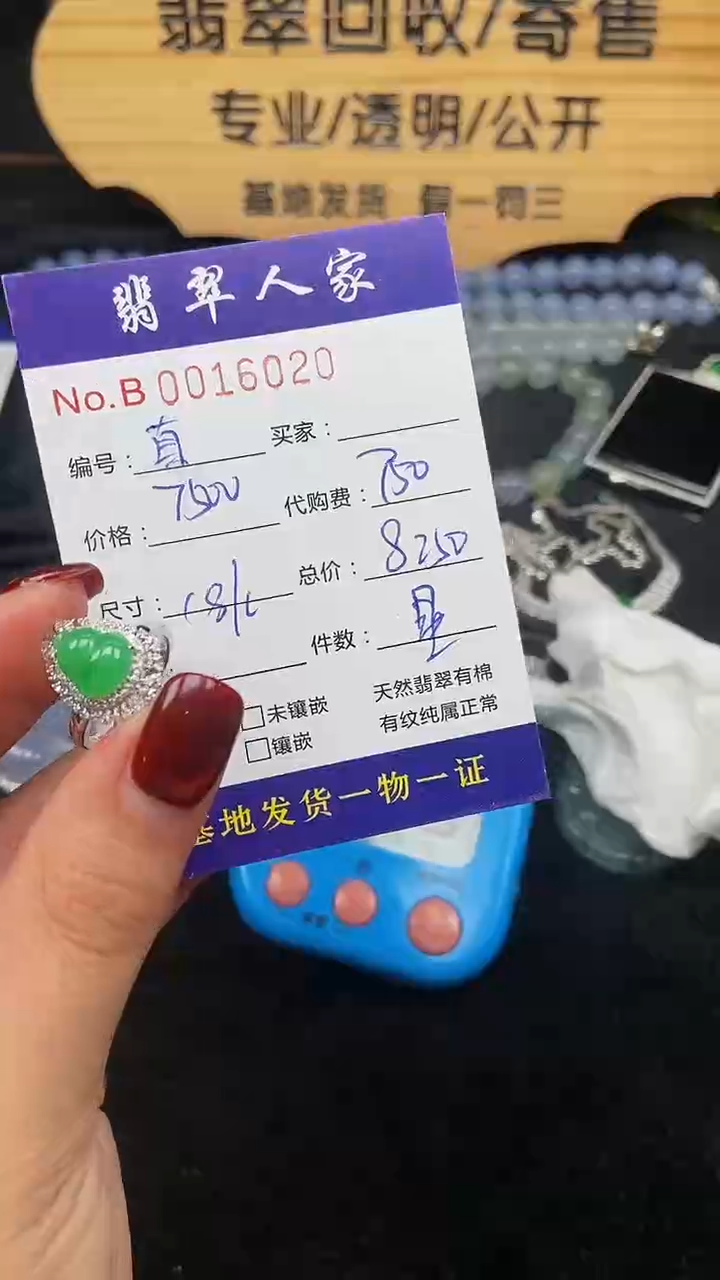 翡翠回收/寄售
专业/透明/公开
基地发货 假一罚三
翡翠人家
No.B 0016020
编号： 真 买家：
价格： 7500 代购费： 750
尺寸： 总价： 8250
件数：
未镶嵌
镶嵌
天然翡翠有棉
有纹纯属正常
基地发货一物一证